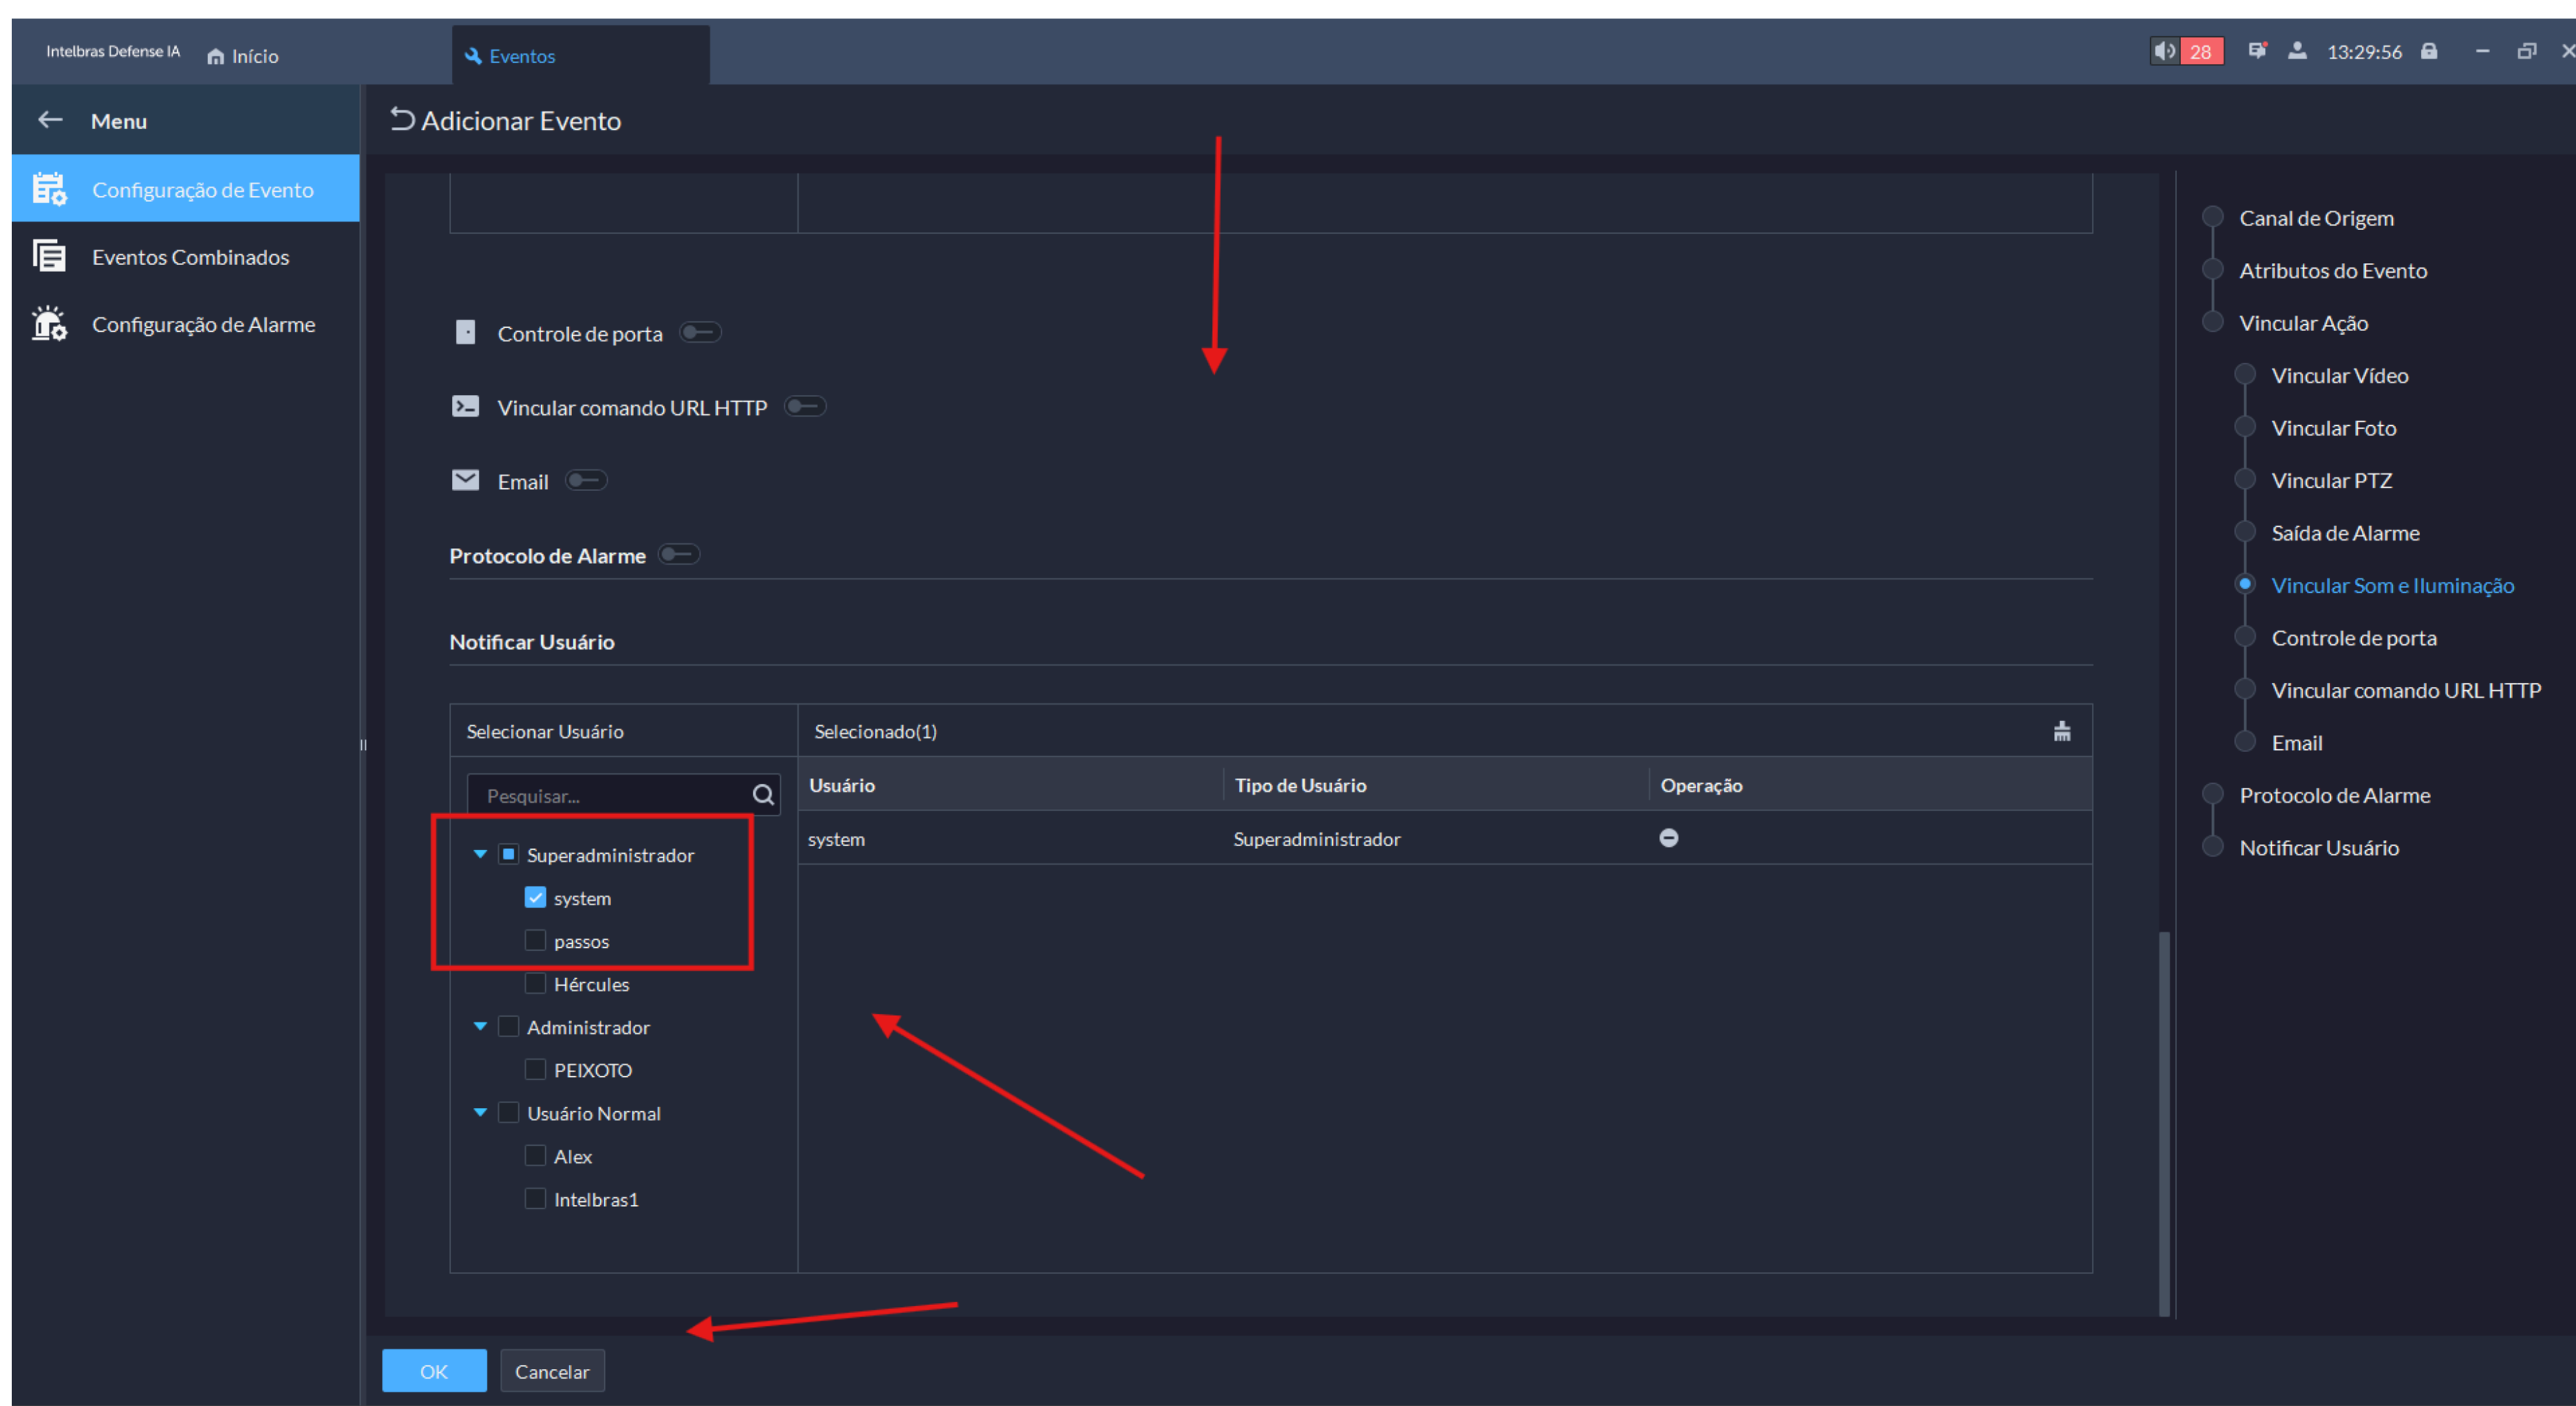 Intelbras Defense IA
Início
Eventos
28
13:29:56
Menu
Adicionar Evento
Configuração de Evento
Eventos Combinados
Configuração de Alarme
Controle de porta
Vincular comando URL HTTP
Email
Protocolo de Alarme
Notificar Usuário
Selecionar Usuário
Selecionado(1)
Pesquisar...
Usuário
Tipo de Usuário
Operação
system
Superadministrador
Superadministrador
system
passos
Hércules
Administrador
PEIXOTO
Usuário Normal
Alex
Intelbras1
OK
Cancelar
Canal de Origem
Atributos do Evento
Vincular Ação
Vincular Vídeo
Vincular Foto
Vincular PTZ
Saída de Alarme
Vincular Som e Iluminação
Controle de porta
Vincular comando URL HTTP
Email
Protocolo de Alarme
Notificar Usuário